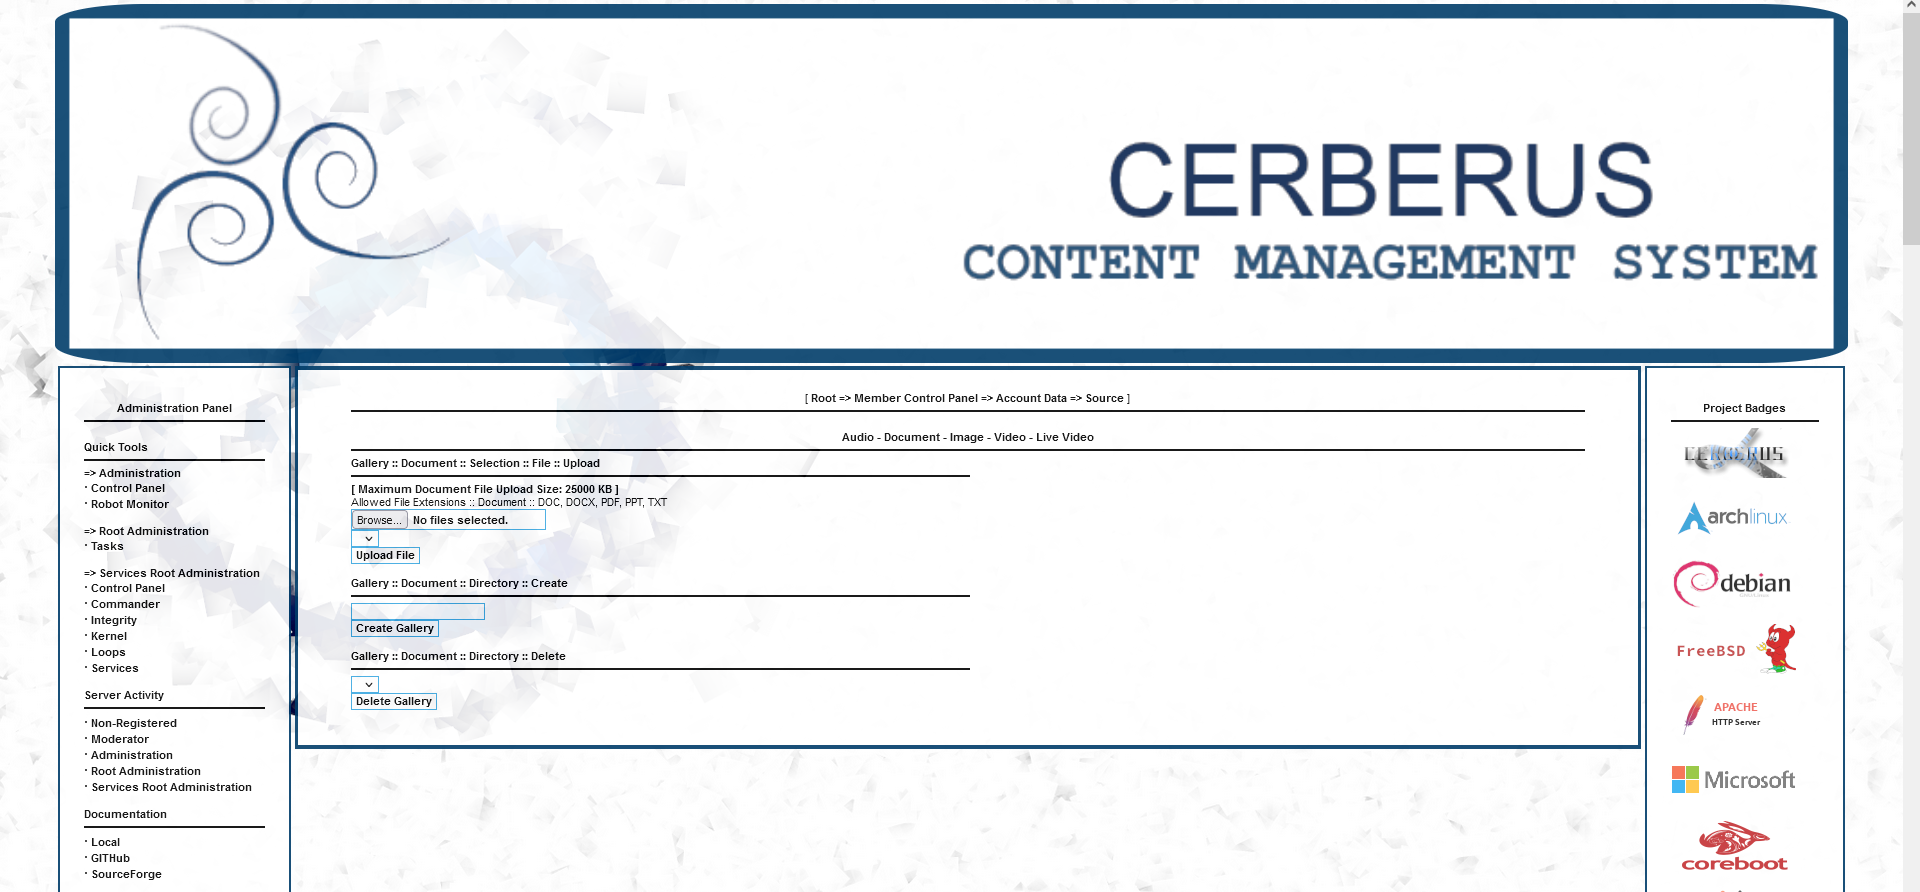 CERBERUS
CONTENT MANAGEMENT SYSTEM
Administration Panel
Quick Tools
=> Administration
· Control Panel
· Robot Monitor
=> Root Administration
· Tasks
=> Services Root Administration
· Control Panel
· Commander
· Integrity
· Kernel
· Loops
· Services
Server Activity
· Non-Registered
· Moderator
· Administration
· Root Administration
· Services Root Administration
Documentation
· Local
· GITHub
· SourceForge
[ Root => Member Control Panel => Account Data => Source ]
Audio - Document - Image - Video - Live Video
Gallery :: Document :: Selection :: File :: Upload
[ Maximum Document File Upload Size: 25000 KB ]
Allowed File Extensions :: Document :: DOC, DOCX, PDF, PPT, TXT
Browse... No files selected.
Upload File
Gallery :: Document :: Directory :: Create
Create Gallery
Gallery :: Document :: Directory :: Delete
Delete Gallery
Project Badges
CERBERUS
archlinux
debian
FreeBSD
APACHE
HTTP Server
Microsoft
coreboot